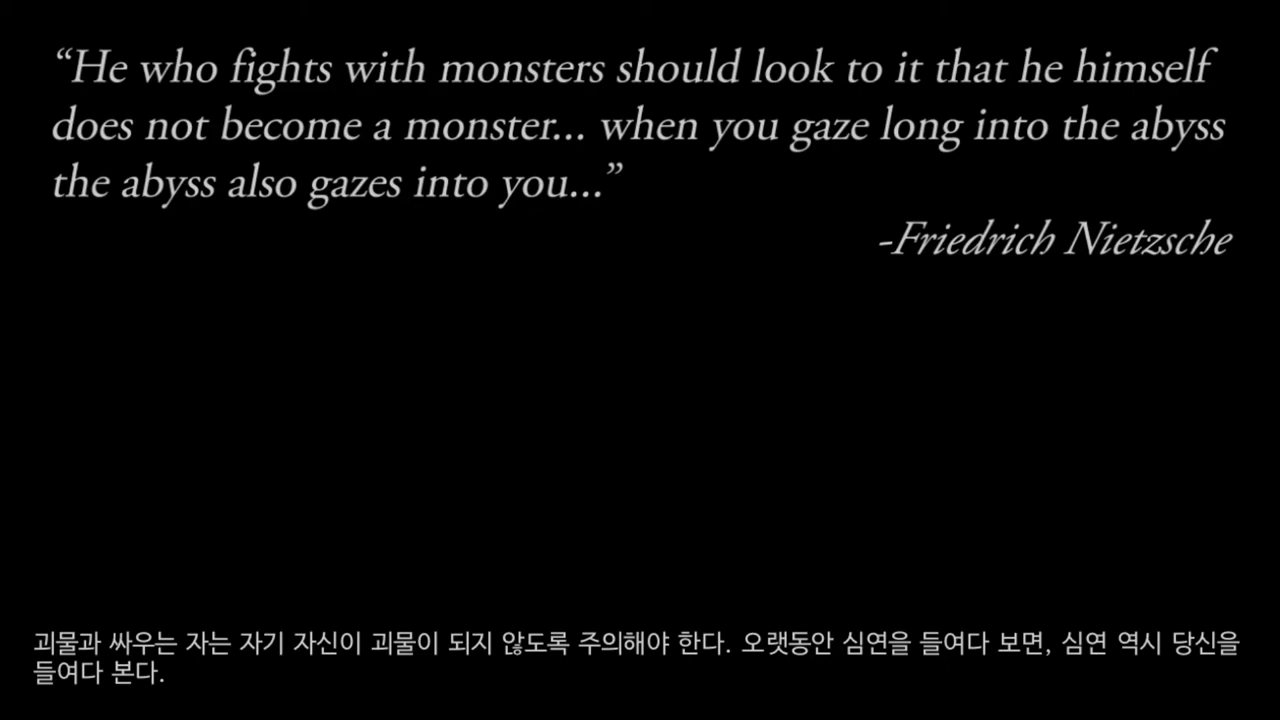 “He who fights with monsters should look to it that he himself
does not become a monster... when you gaze long into the abyss
the abyss also gazes into you...”
-Friedrich Nietzsche
괴물과 싸우는 자는 자기 자신이 괴물이 되지 않도록 주의해야 한다. 오랫동안 심연을 들여다 보면, 심연 역시 당신을
들여다 본다.